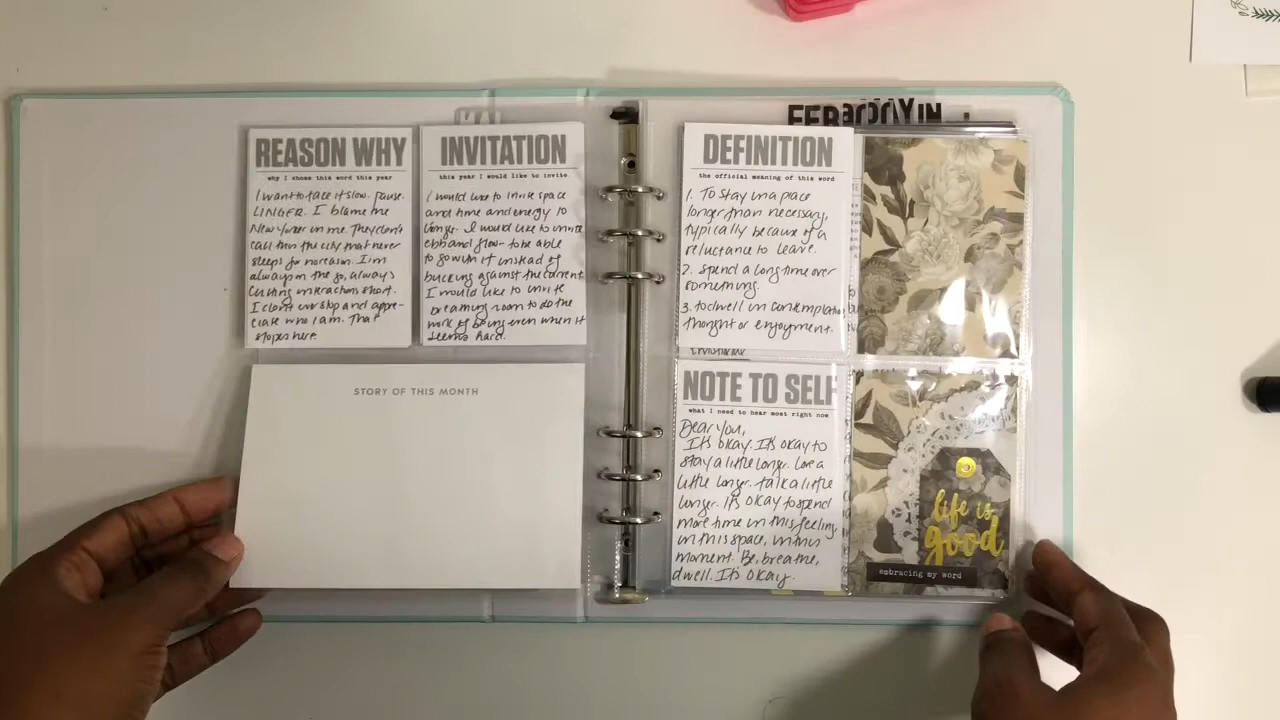 REASON WHY
why I chose this word this year
I want to take it slow. Pause.
LINGER. I blame the
New Yorker in me. They don't
call this the city that never
sleeps for no reason. I'm
always on the go, always
cutting interactions short.
I don't even stop and appre-
ciate who I am. That
stops here.
INVITATION
this year I would like to invite
I would like to invite space
and time and energy to
linger. I would like to invite
ebb and flow - to be able
to go with it instead of
bucking against the current.
I would like to invite
breathing room to do the
work of being even when it
seems hard.
STORY OF THIS MONTH
DEFINITION
the official meaning of this word
1. To stay in a place
longer than necessary,
typically because of a
reluctance to leave.
2. spend a long time over
something.
3. to dwell in contemplation
thought or enjoyment.
NOTE TO SELF
what I need to hear most right now
Dear you,
It's okay. It's okay to
stay a little longer. Love a
little longer. talk a little
longer. It's okay to spend
more time in this feeling
in this space, in this
moment. Be, breathe,
dwell. It's okay.
life is
good
embracing my word